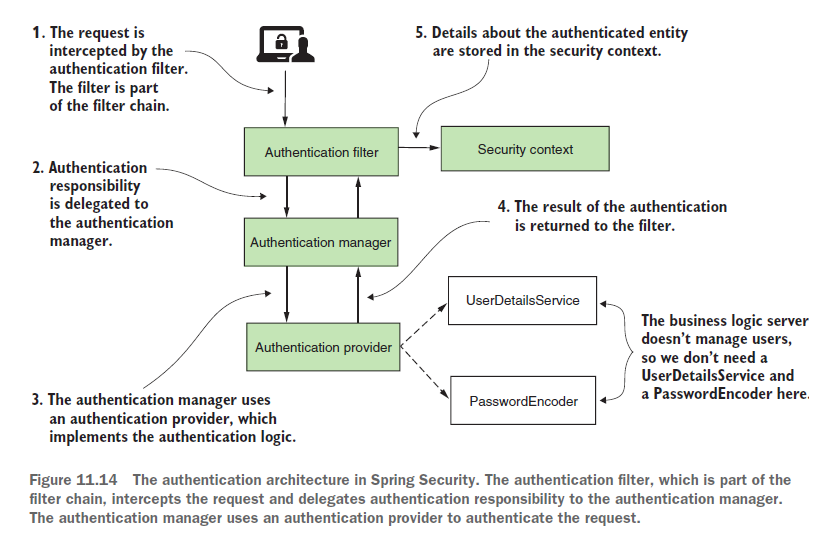 1. The request is
intercepted by the
authentication filter.
The filter is part
of the filter chain.
5. Details about the authenticated entity
are stored in the security context.
Authentication filter
Security context
2. Authentication
responsibility
is delegated to
the authentication
manager.
4. The result of the authentication
is returned to the filter.
Authentication manager
UserDetailsService
The business logic server
doesn't manage users,
so we don't need a
UserDetailsService and
a PasswordEncoder here.
Authentication provider
PasswordEncoder
3. The authentication manager uses
an authentication provider, which
implements the authentication logic.
Figure 11.14 The authentication architecture in Spring Security. The authentication filter, which is part of the
filter chain, intercepts the request and delegates authentication responsibility to the authentication manager.
The authentication manager uses an authentication provider to authenticate the request.